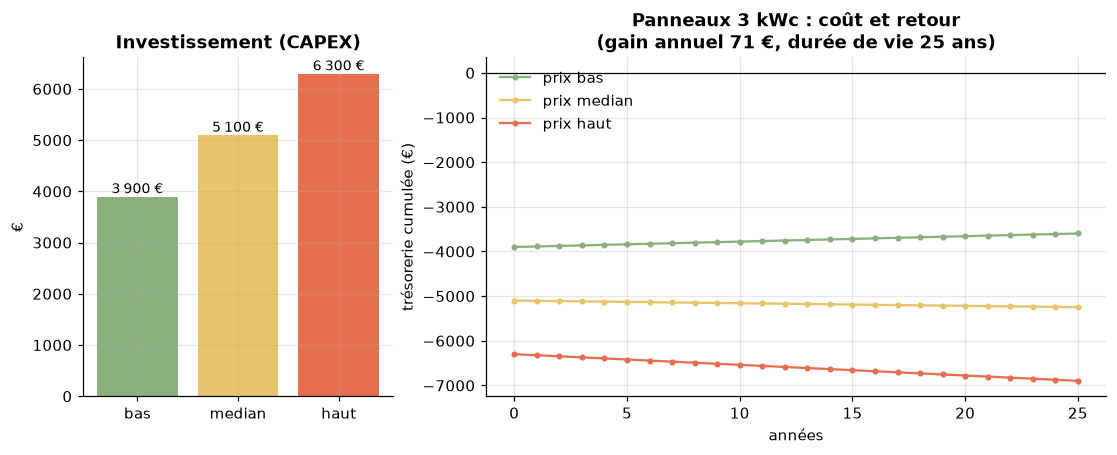 Investissement (CAPEX)
€
6000
5000
4000
3000
2000
1000
0
3 900 €
5 100 €
6 300 €
bas
median
haut
Panneaux 3 kWc : coût et retour
(gain annuel 71 €, durée de vie 25 ans)
trésorerie cumulée (€)
0
−1000
−2000
−3000
−4000
−5000
−6000
−7000
prix bas
prix median
prix haut
0
5
10
15
20
25
années